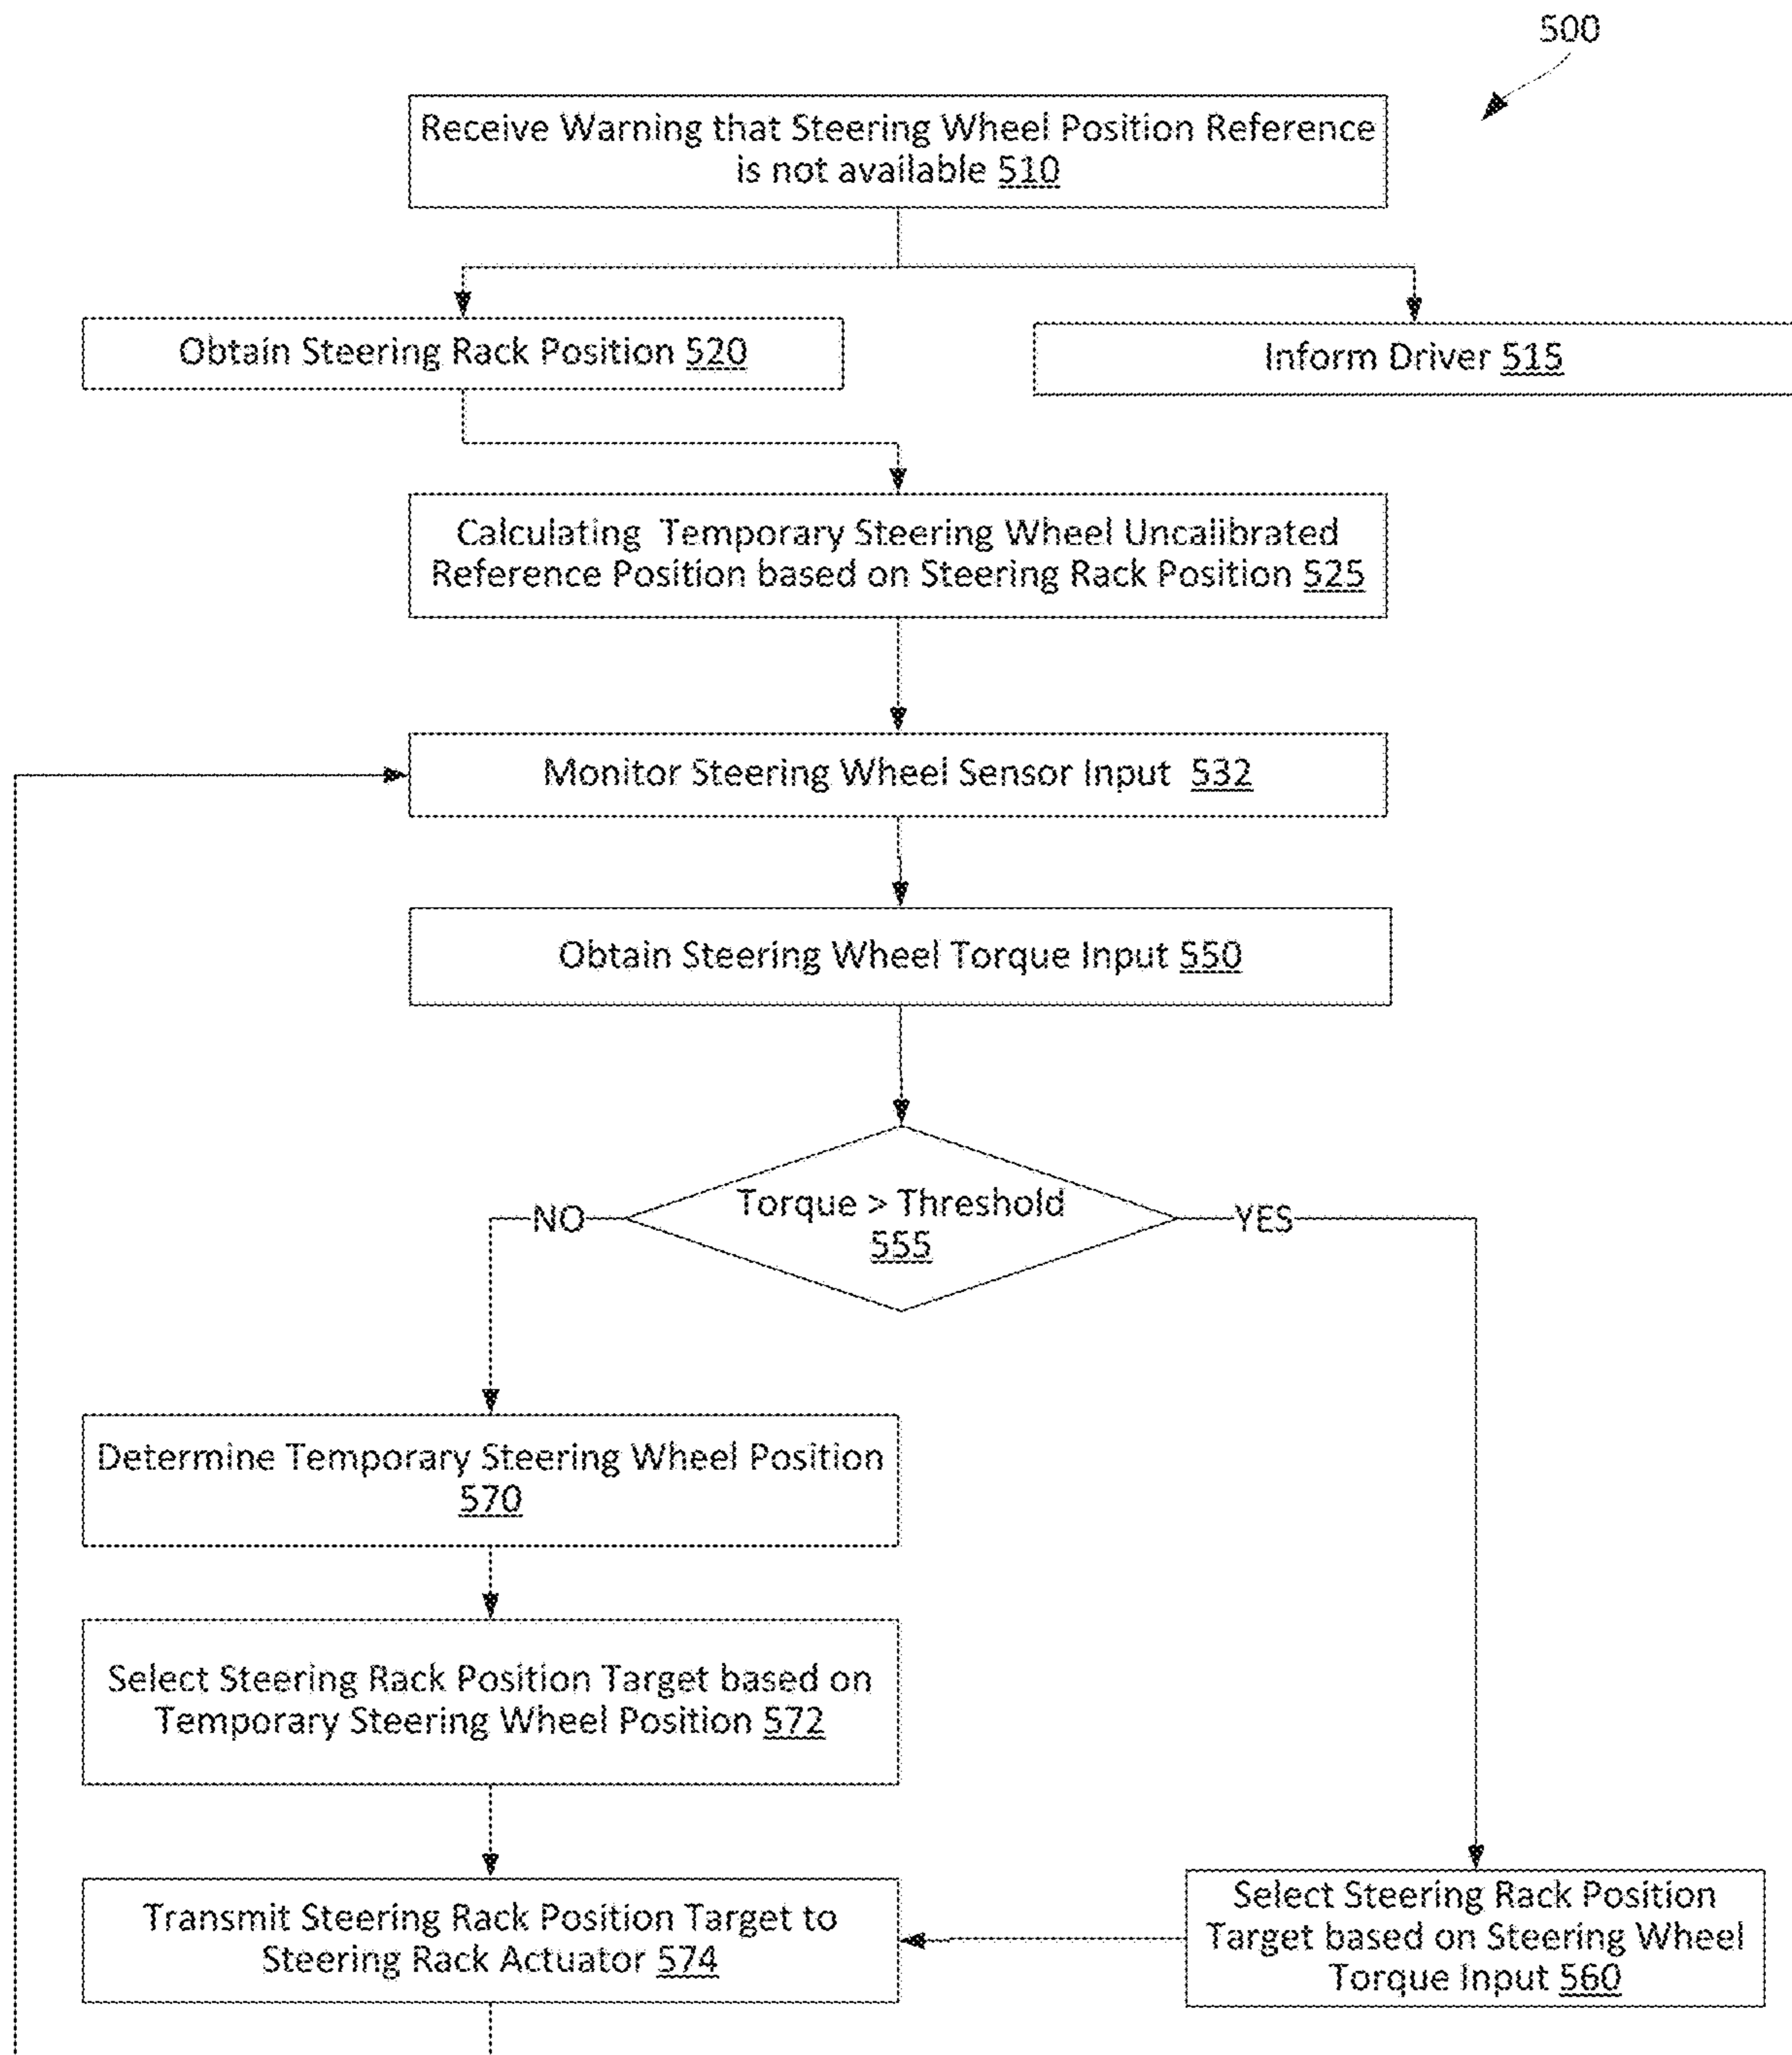 500
Receive Warning that Steering Wheel Position Reference
is not available 510
Obtain Steering Rack Position 520
Inform Driver 515
Calculating Temporary Steering Wheel Uncalibrated
Reference Position based on Steering Rack Position 525
Monitor Steering Wheel Sensor Input 532
Obtain Steering Wheel Torque Input 550
Torque > Threshold
555
NO
YES
Determine Temporary Steering Wheel Position
570
Select Steering Rack Position Target based on
Temporary Steering Wheel Position 572
Transmit Steering Rack Position Target to
Steering Rack Actuator 574
Select Steering Rack Position
Target based on Steering Wheel
Torque Input 560